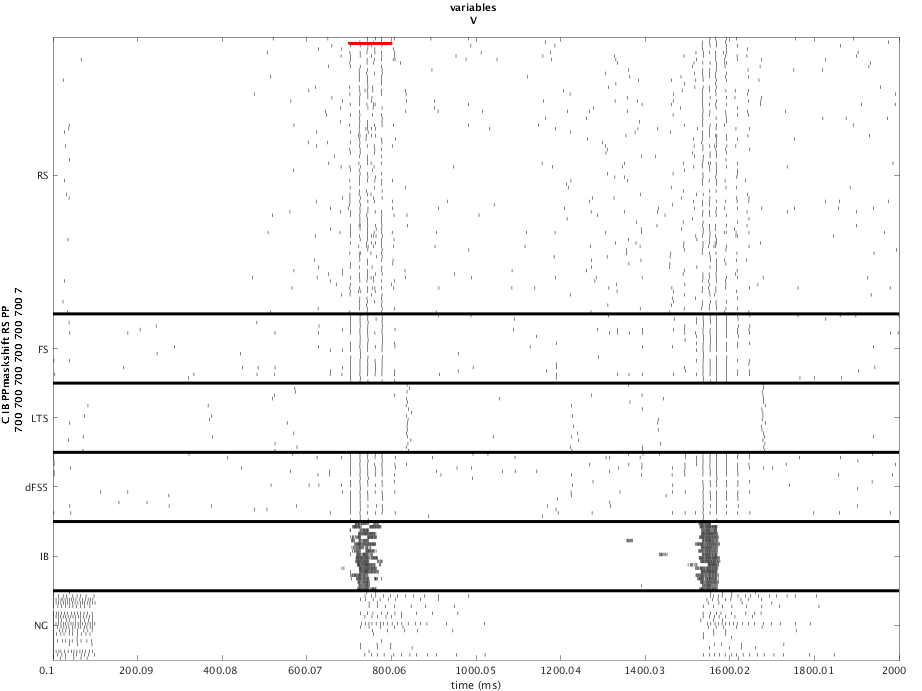 variables
V
C IB PPmaskshift RS PP
700 700 700 700 700 700 7
RS
FS
LTS
dFS5
IB
NG
0.1 200.09 400.08 600.07 800.06 1000.05 1200.04 1400.03 1600.02 1800.01 2000
time (ms)